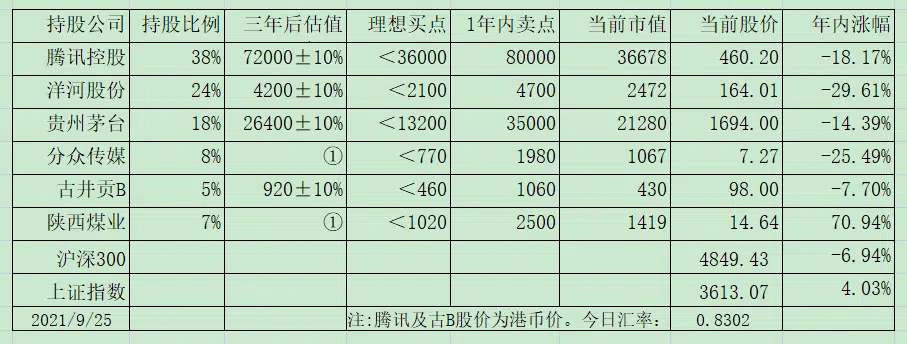 持股公司 持股比例 三年后估值 理想买点 1年内卖点 当前市值 当前股价 年内涨幅
腾讯控股 38% 72000±10% ＜36000 80000 36678 460.20 -18.17%
洋河股份 24% 4200±10% ＜2100 4700 2472 164.01 -29.61%
贵州茅台 18% 26400±10% ＜13200 35000 21280 1694.00 -14.39%
分众传媒 8% ① ＜770 1980 1067 7.27 -25.49%
古井贡B 5% 920±10% ＜460 1060 430 98.00 -7.70%
陕西煤业 7% ① ＜1020 2500 1419 14.64 70.94%
沪深300 4849.43 -6.94%
上证指数 3613.07 4.03%
2021/9/25 注:腾讯及古B股价为港币价。今日汇率: 0.8302